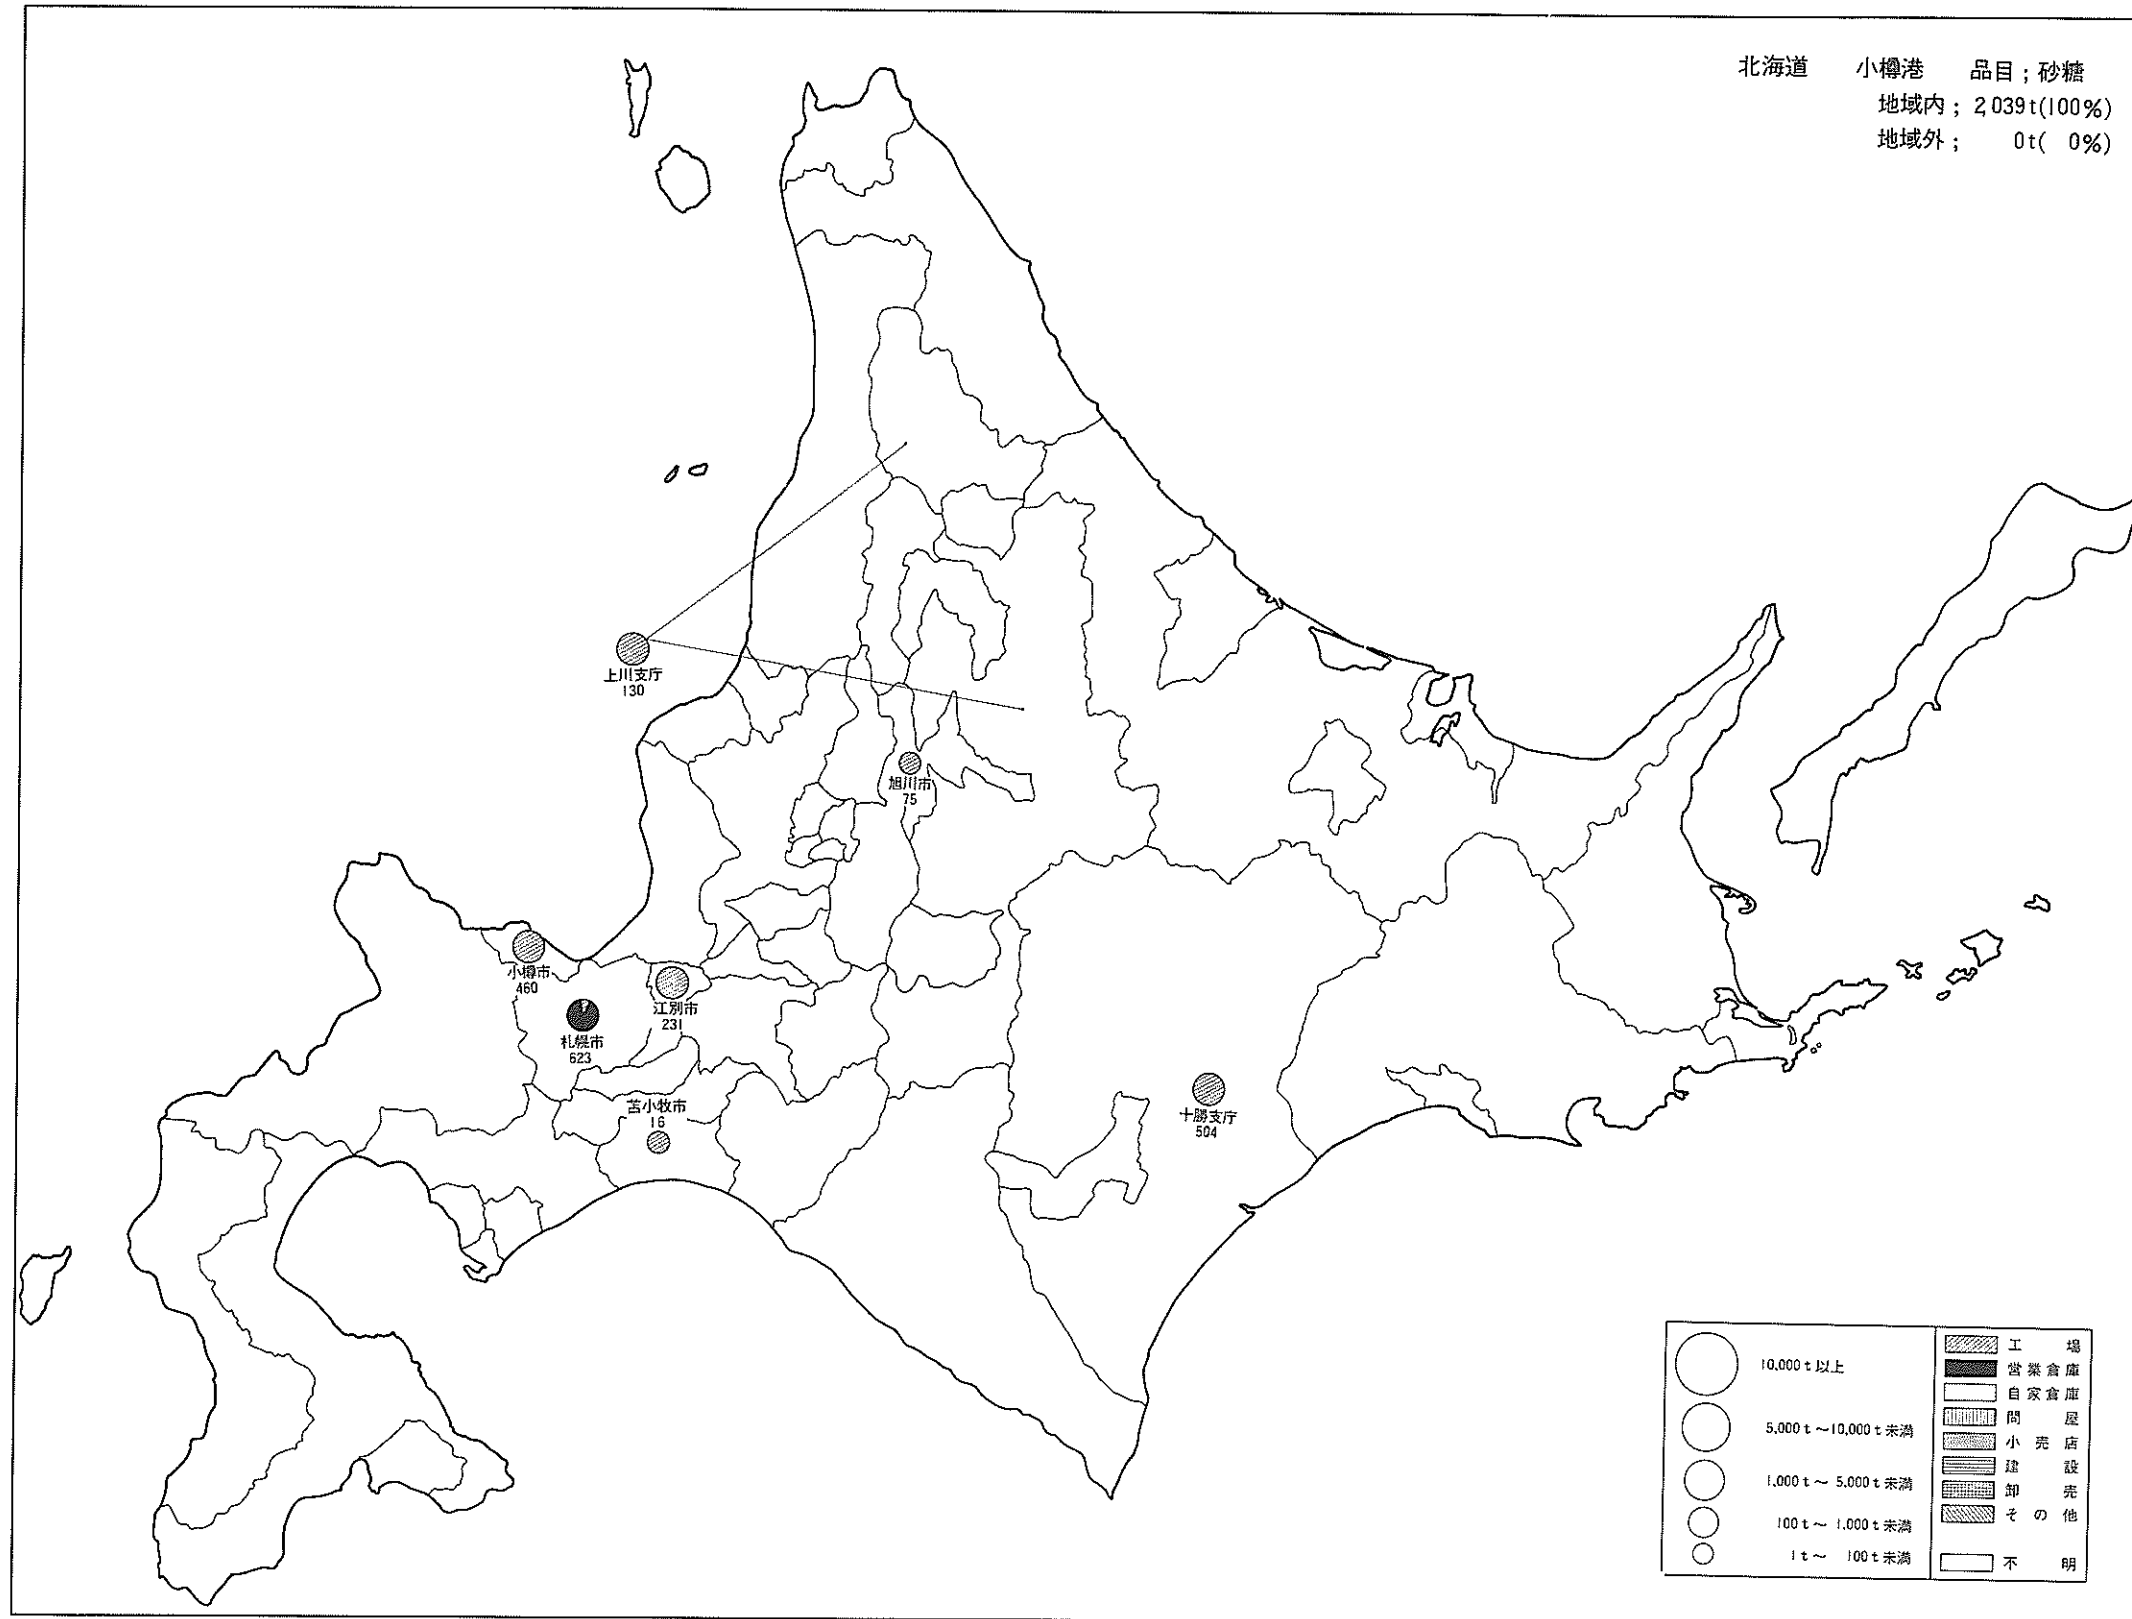 北海道 小樽港 品目；砂糖
地域内； 2,039t(100%)
地域外； 0t( 0%)
上川支庁
130
旭川市
75
小樽市
460
江別市
231
札幌市
623
苫小牧市
16
十勝支庁
504
10,000t以上
5,000t～10,000t未満
1,000t～5,000t未満
100t～1,000t未満
1t～100t未満
工場
営業倉庫
自家倉庫
問屋
小売店
建設
卸売
その他
不明